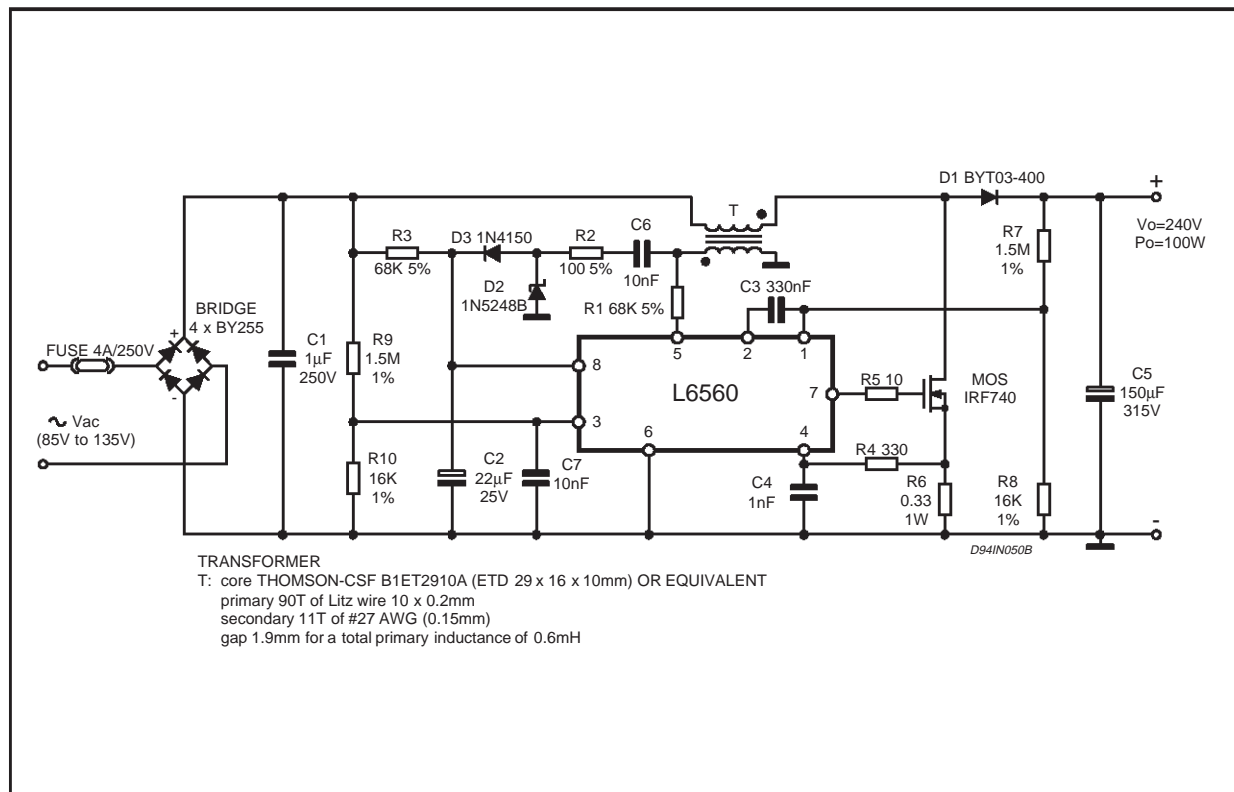 D1 BYT03-400
T
+
Vo=240V
Po=100W
R3
68K 5%
D3 1N4150
R2
100 5%
C6
10nF
R7
1.5M
1%
D2
1N5248B
C3 330nF
R1 68K 5%
BRIDGE
4 x BY255
+
-
FUSE 4A/250V
C1
1µF
250V
R9
1.5M
1%
5
2
1
8
L6560
7
R5 10
MOS
IRF740
C5
150µF
315V
~ Vac
(85V to 135V)
3
6
4
R4 330
R10
16K
1%
C2
22µF
25V
C7
10nF
C4
1nF
R6
0.33
1W
R8
16K
1%
-
D94IN050B
TRANSFORMER
T: core THOMSON-CSF B1ET2910A (ETD 29 x 16 x 10mm) OR EQUIVALENT
primary 90T of Litz wire 10 x 0.2mm
secondary 11T of #27 AWG (0.15mm)
gap 1.9mm for a total primary inductance of 0.6mH